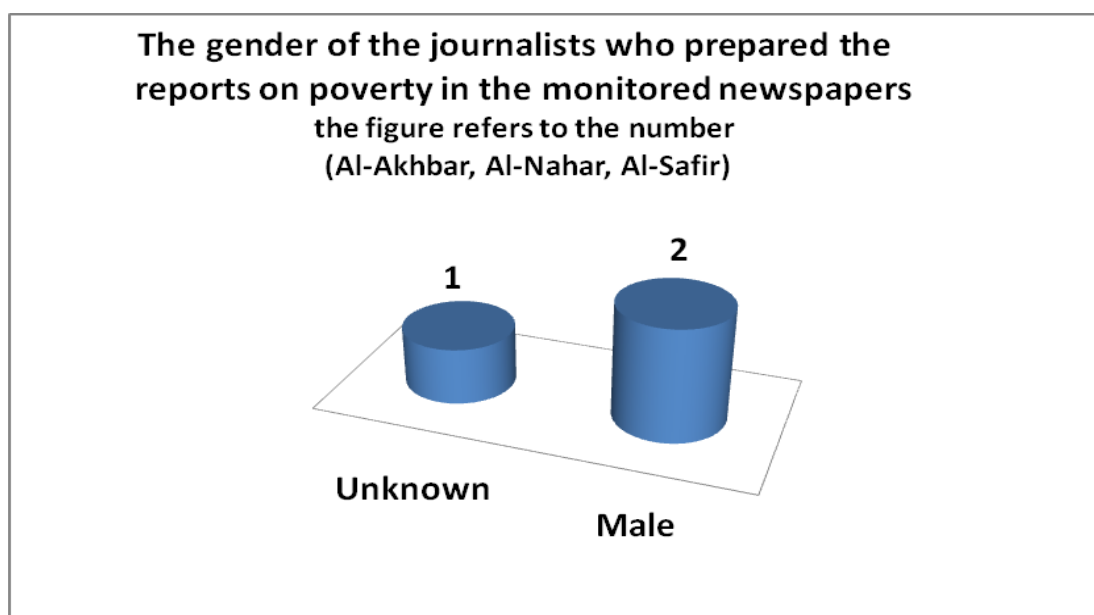 The gender of the journalists who prepared the
reports on poverty in the monitored newspapers
the figure refers to the number
(Al-Akhbar, Al-Nahar, Al-Safir)
1
2
Unknown
Male